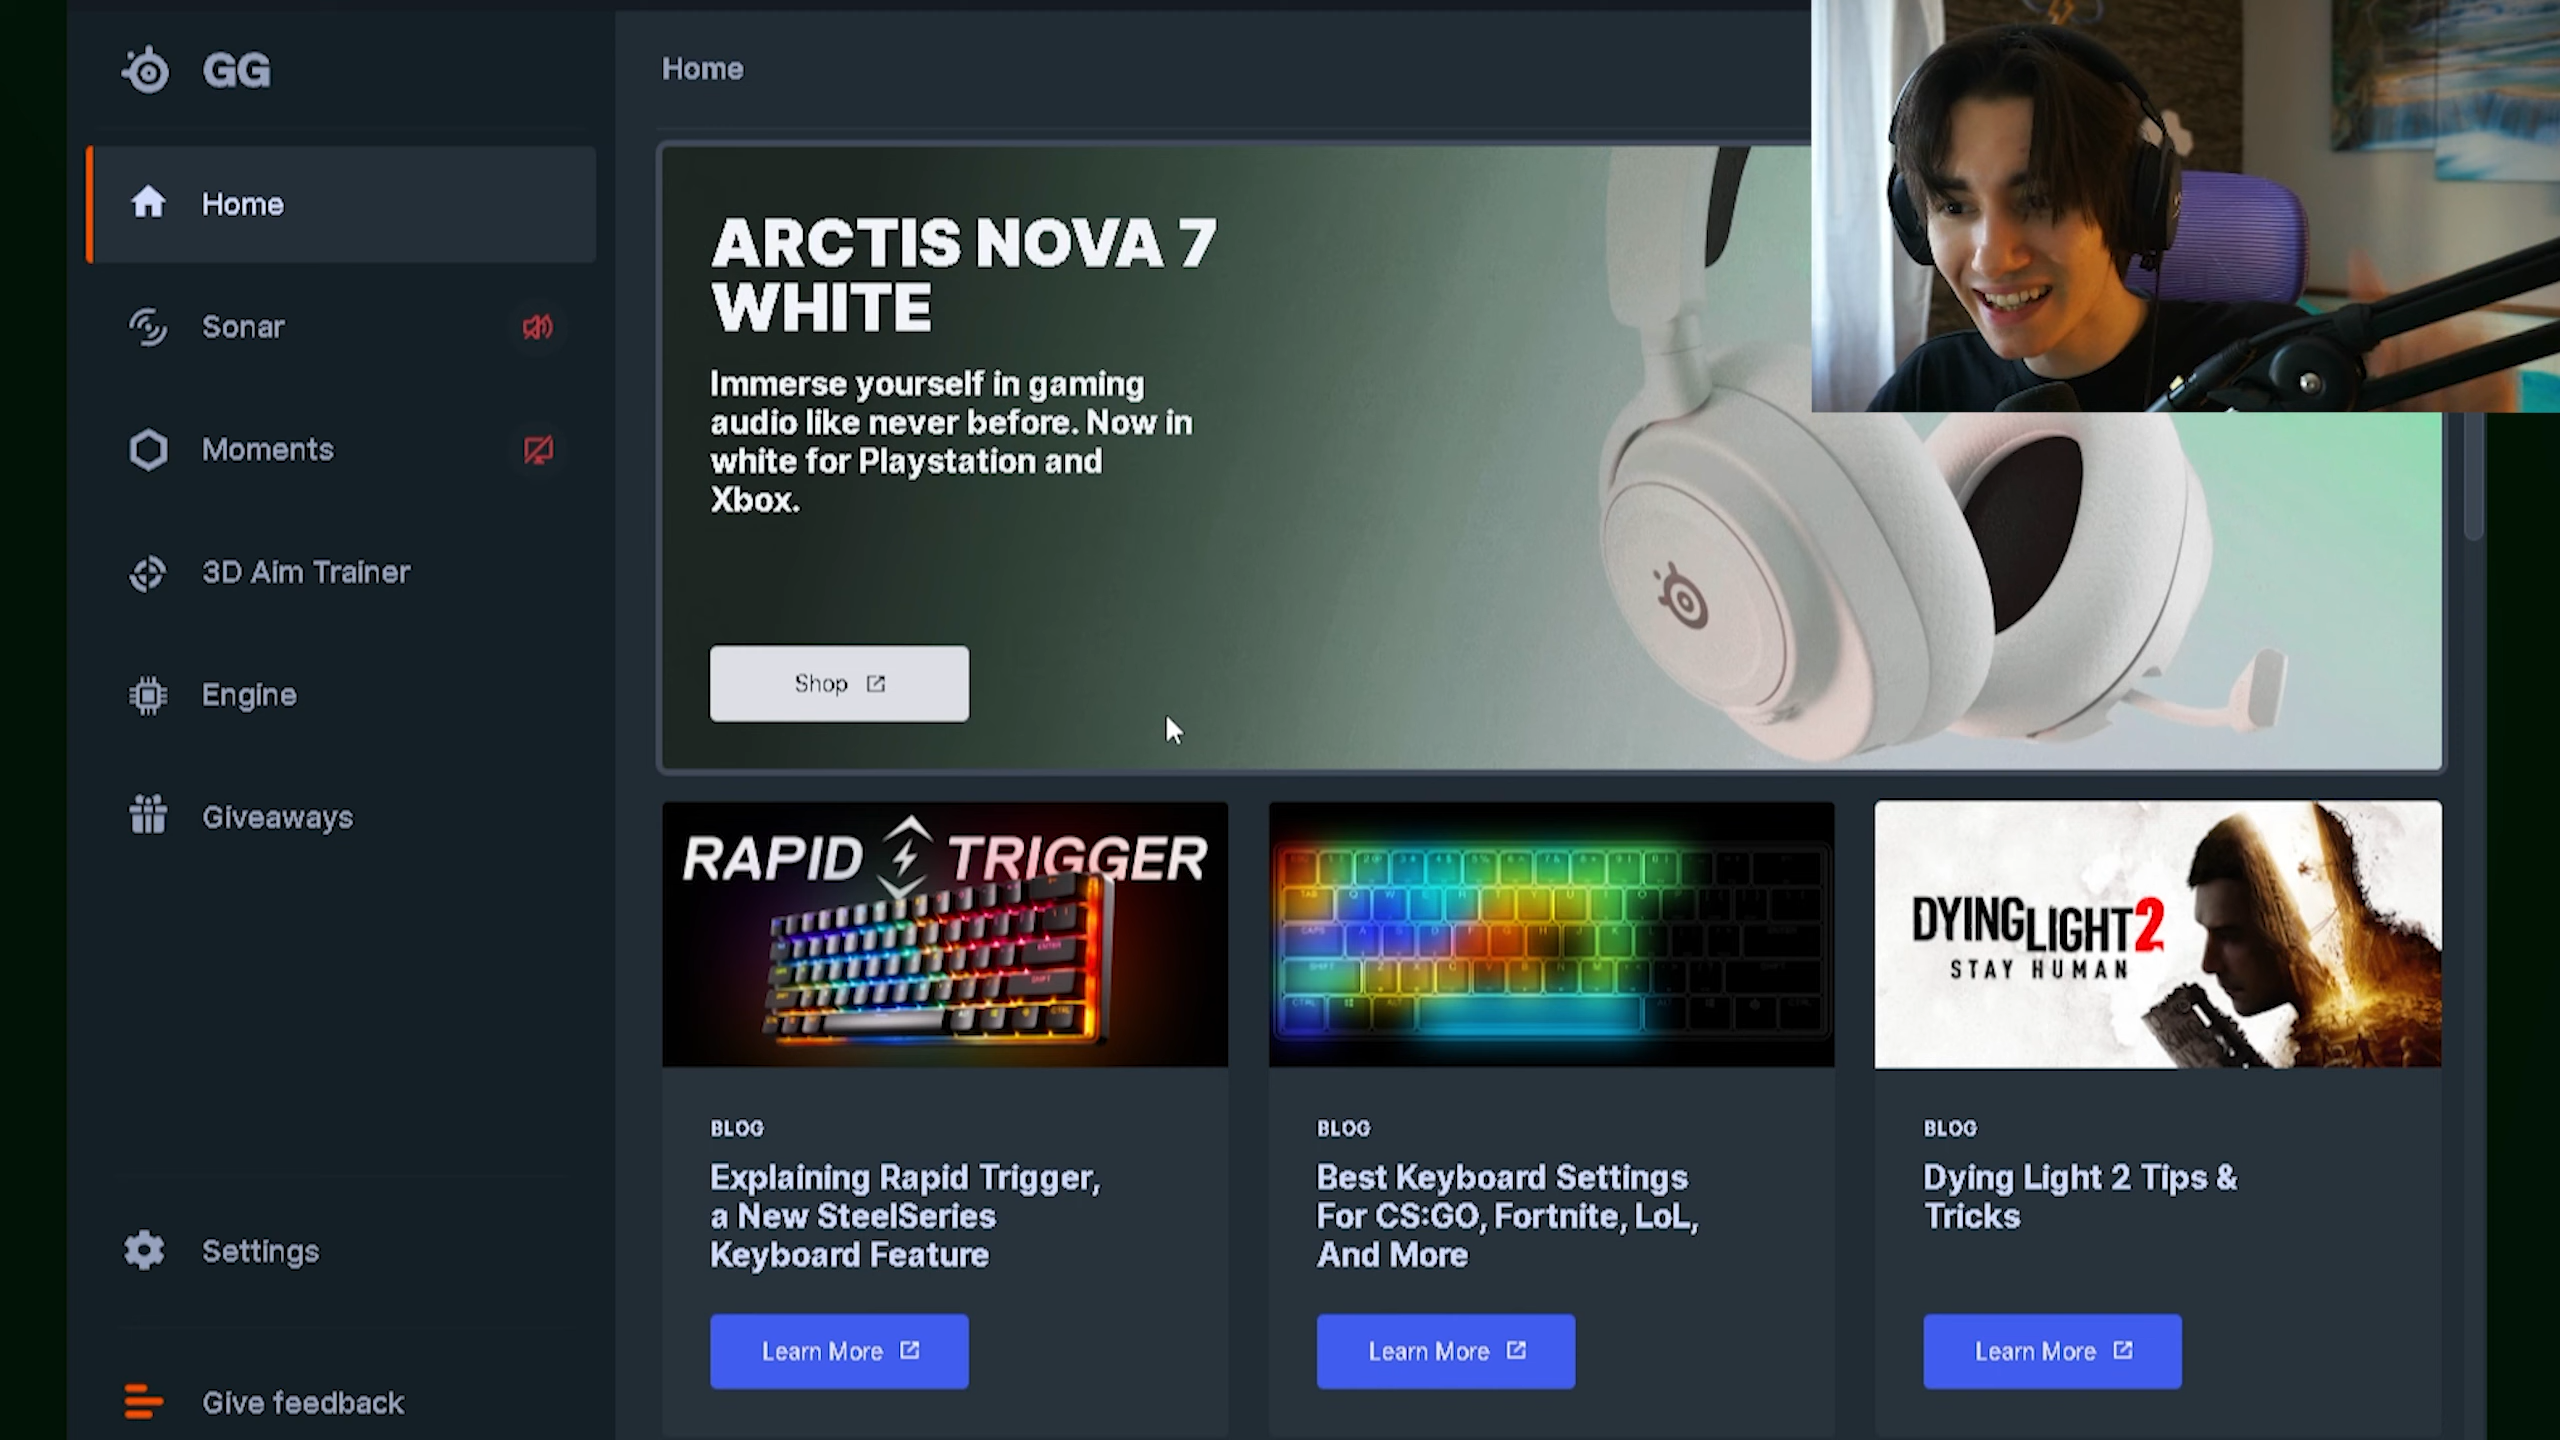 GG
Home
Home
Sonar
Moments
3D Aim Trainer
Engine
Giveaways
Settings
Give feedback
ARCTIS NOVA 7
WHITE
Immerse yourself in gaming
audio like never before. Now in
white for Playstation and
Xbox.
Shop
RAPID TRIGGER
BLOG
Explaining Rapid Trigger,
a New SteelSeries
Keyboard Feature
Learn More
BLOG
Best Keyboard Settings
For CS:GO, Fortnite, LoL,
And More
Learn More
DYING LIGHT 2
STAY HUMAN
BLOG
Dying Light 2 Tips &
Tricks
Learn More